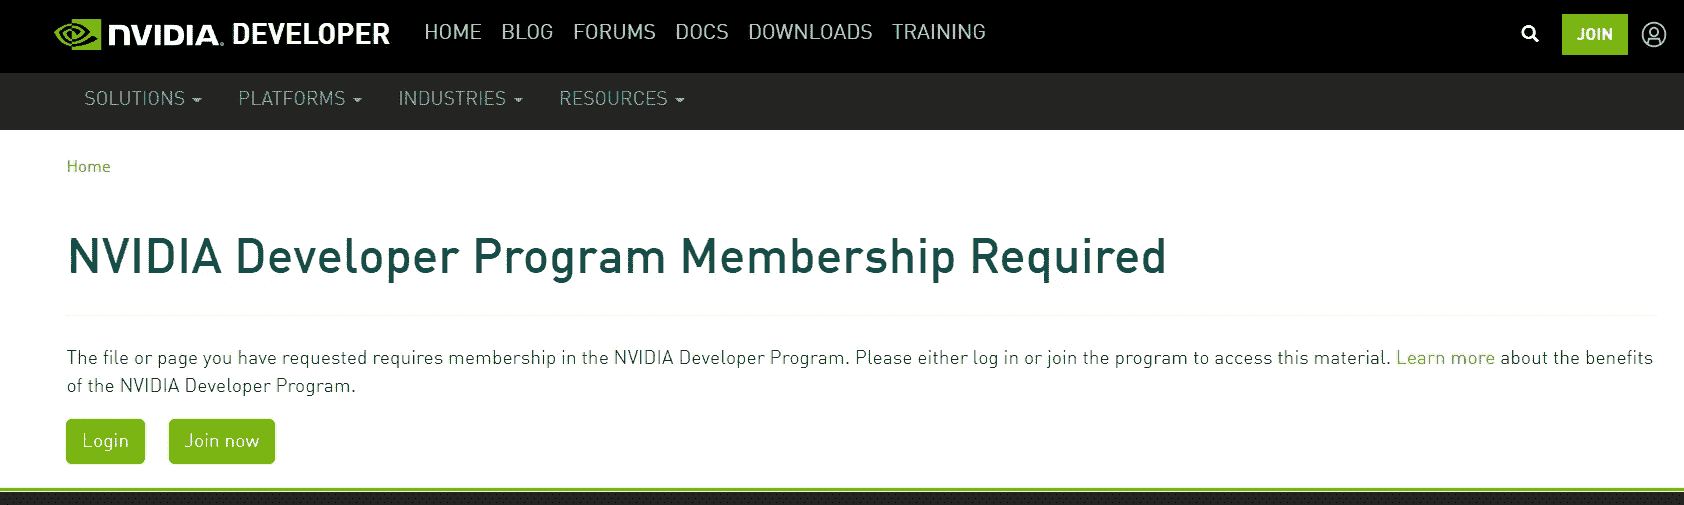 NVIDIA. DEVELOPER HOME BLOG FORUMS DOCS DOWNLOADS TRAINING JOIN
SOLUTIONS PLATFORMS INDUSTRIES RESOURCES
Home
NVIDIA Developer Program Membership Required
The file or page you have requested requires membership in the NVIDIA Developer Program. Please either log in or join the program to access this material. Learn more about the benefits
of the NVIDIA Developer Program.
Login Join now